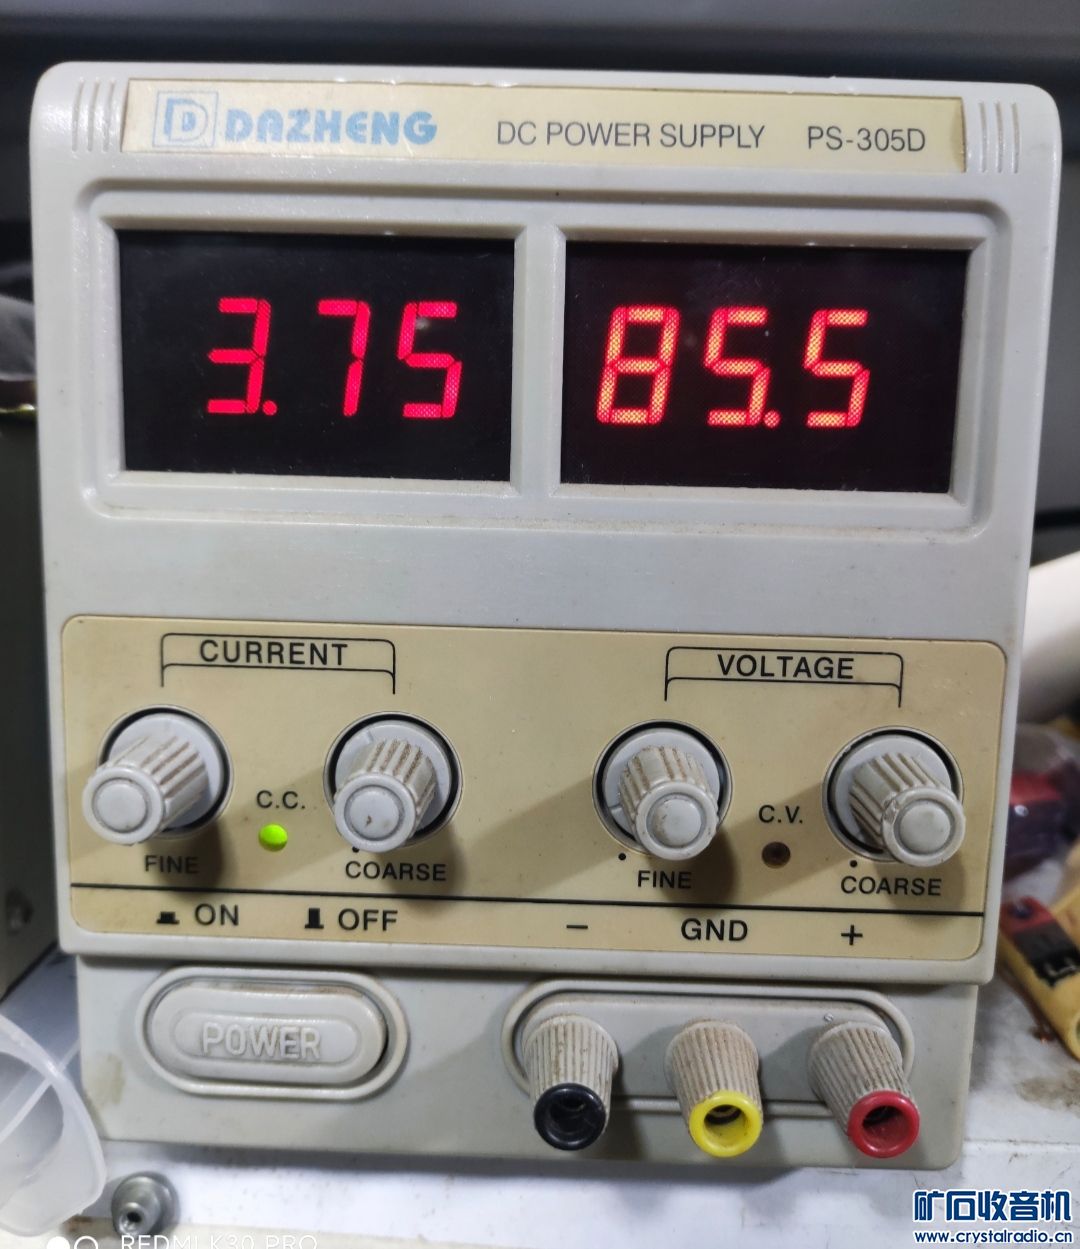 D DAZHENG DC POWER SUPPLY PS-305D
3.75 85.5
CURRENT VOLTAGE
C.C. C.V.
FINE COARSE FINE COARSE
ON OFF - GND +
POWER
矿石收音机
www.crystalradio.cn
REDMI K30 PRO